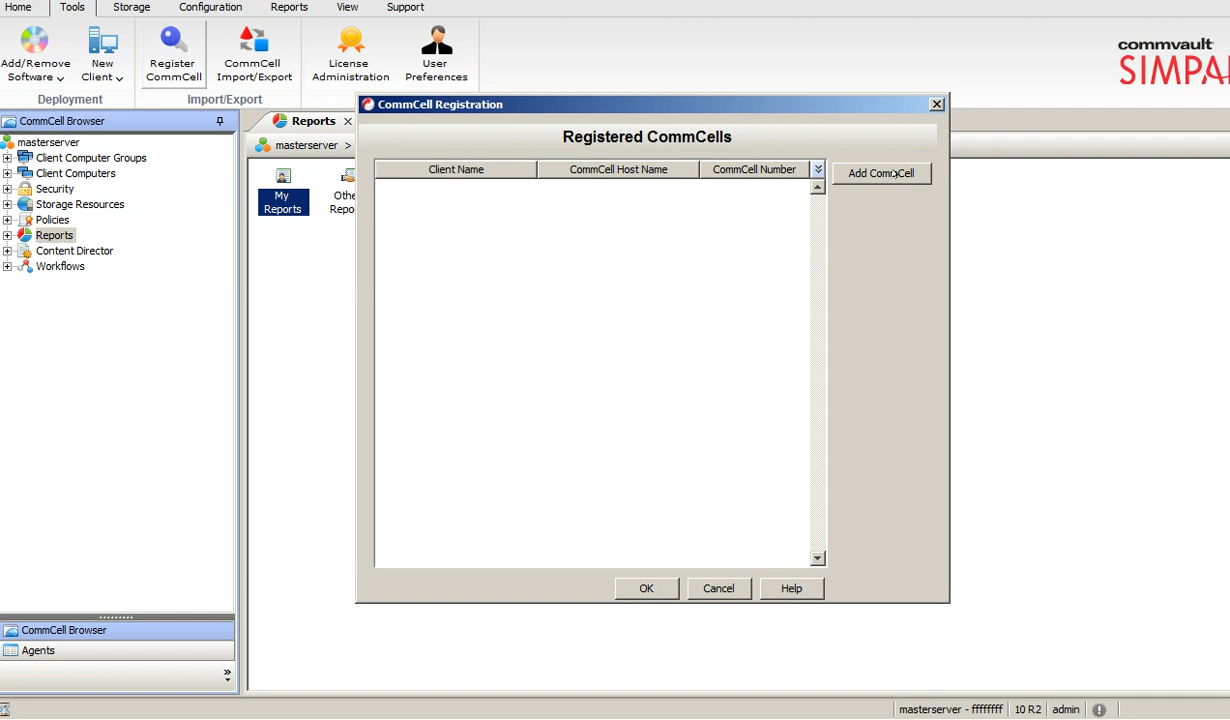 Home Tools Storage Configuration Reports View Support
Add/Remove
Software
New
Client
Register
CommCell
CommCell
Import/Export
License
Administration
User
Preferences
Deployment
Import/Export
commvault
SIMPA
CommCell Browser
masterserver
Client Computer Groups
Client Computers
Security
Storage Resources
Policies
Reports
Content Director
Workflows
Reports
masterserver >
My
Reports
Othe
Repo
CommCell Registration
Registered CommCells
Client Name CommCell Host Name CommCell Number
Add CommCell
OK Cancel Help
CommCell Browser
Agents
masterserver - ffffffff 10 R2 admin